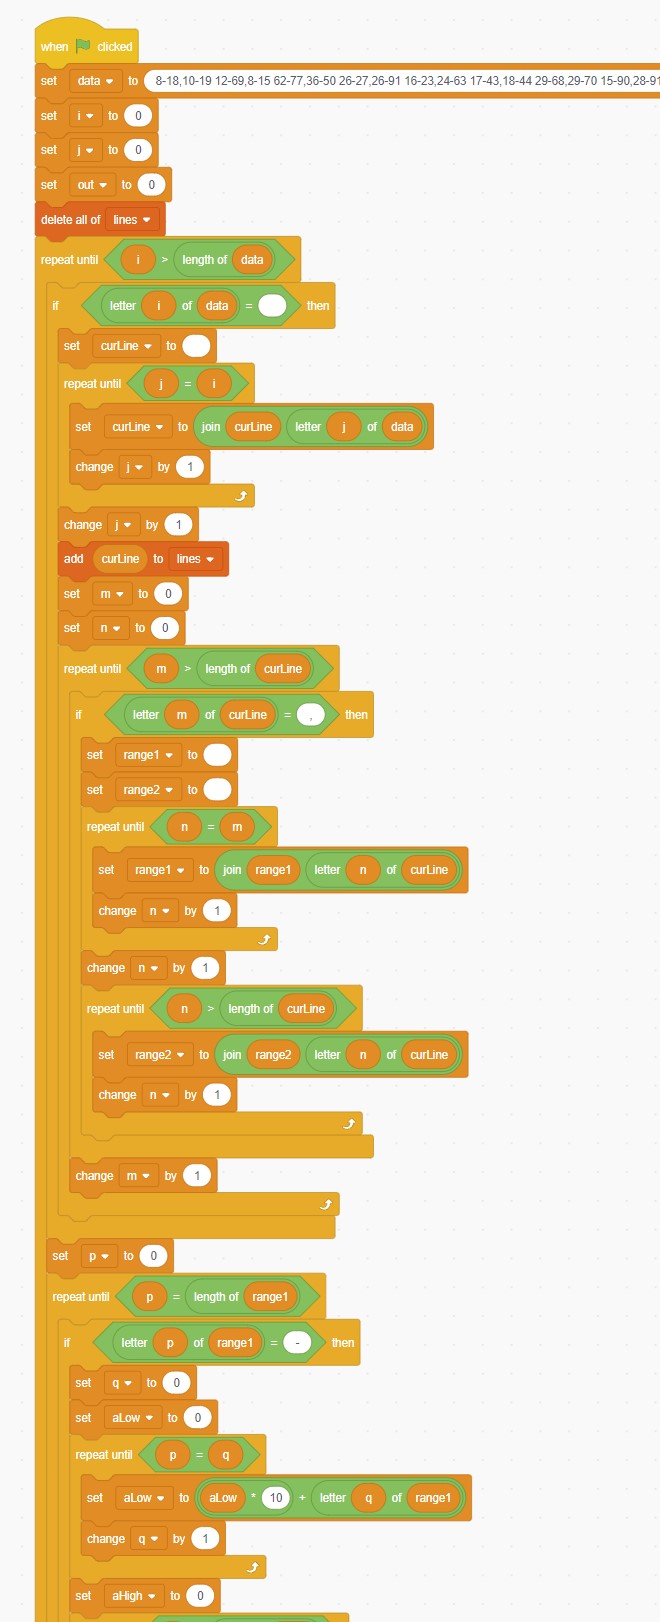 when clicked
set data to 8-18,10-19 12-69,8-15 62-77,36-50 26-27,26-91 16-23,24-63 17-43,18-44 29-68,29-70 15-90,28-91
set i to 0
set j to 0
set out to 0
delete all of lines
repeat until i > length of data
if letter i of data = then
set curLine to
repeat until j = i
set curLine to join curLine letter j of data
change j by 1
change j by 1
add curLine to lines
set m to 0
set n to 0
repeat until m > length of curLine
if letter m of curLine = , then
set range1 to
set range2 to
repeat until n = m
set range1 to join range1 letter n of curLine
change n by 1
change n by 1
repeat until n > length of curLine
set range2 to join range2 letter n of curLine
change n by 1
change m by 1
set p to 0
repeat until p = length of range1
if letter p of range1 = - then
set q to 0
set aLow to 0
repeat until p = q
set aLow to aLow * 10 + letter q of range1
change q by 1
set aHigh to 0